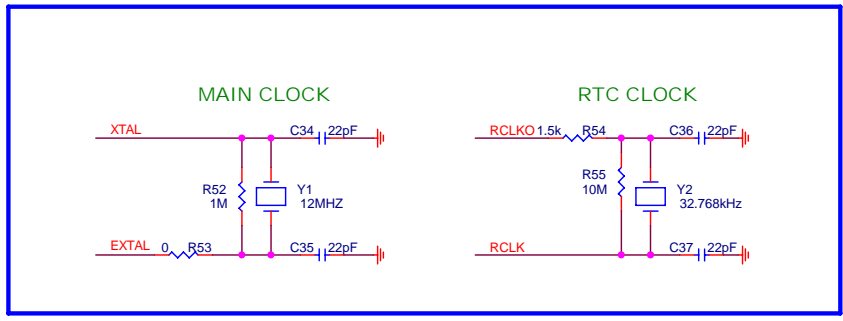 MAIN CLOCK
RTC CLOCK
XTAL
C34 22pF
R52
1M
Y1
12MHZ
EXTAL 0 R53
C35 22pF
RCLKO 1.5k R54
C36 22pF
R55
10M
Y2
32.768kHz
RCLK
C37 22pF